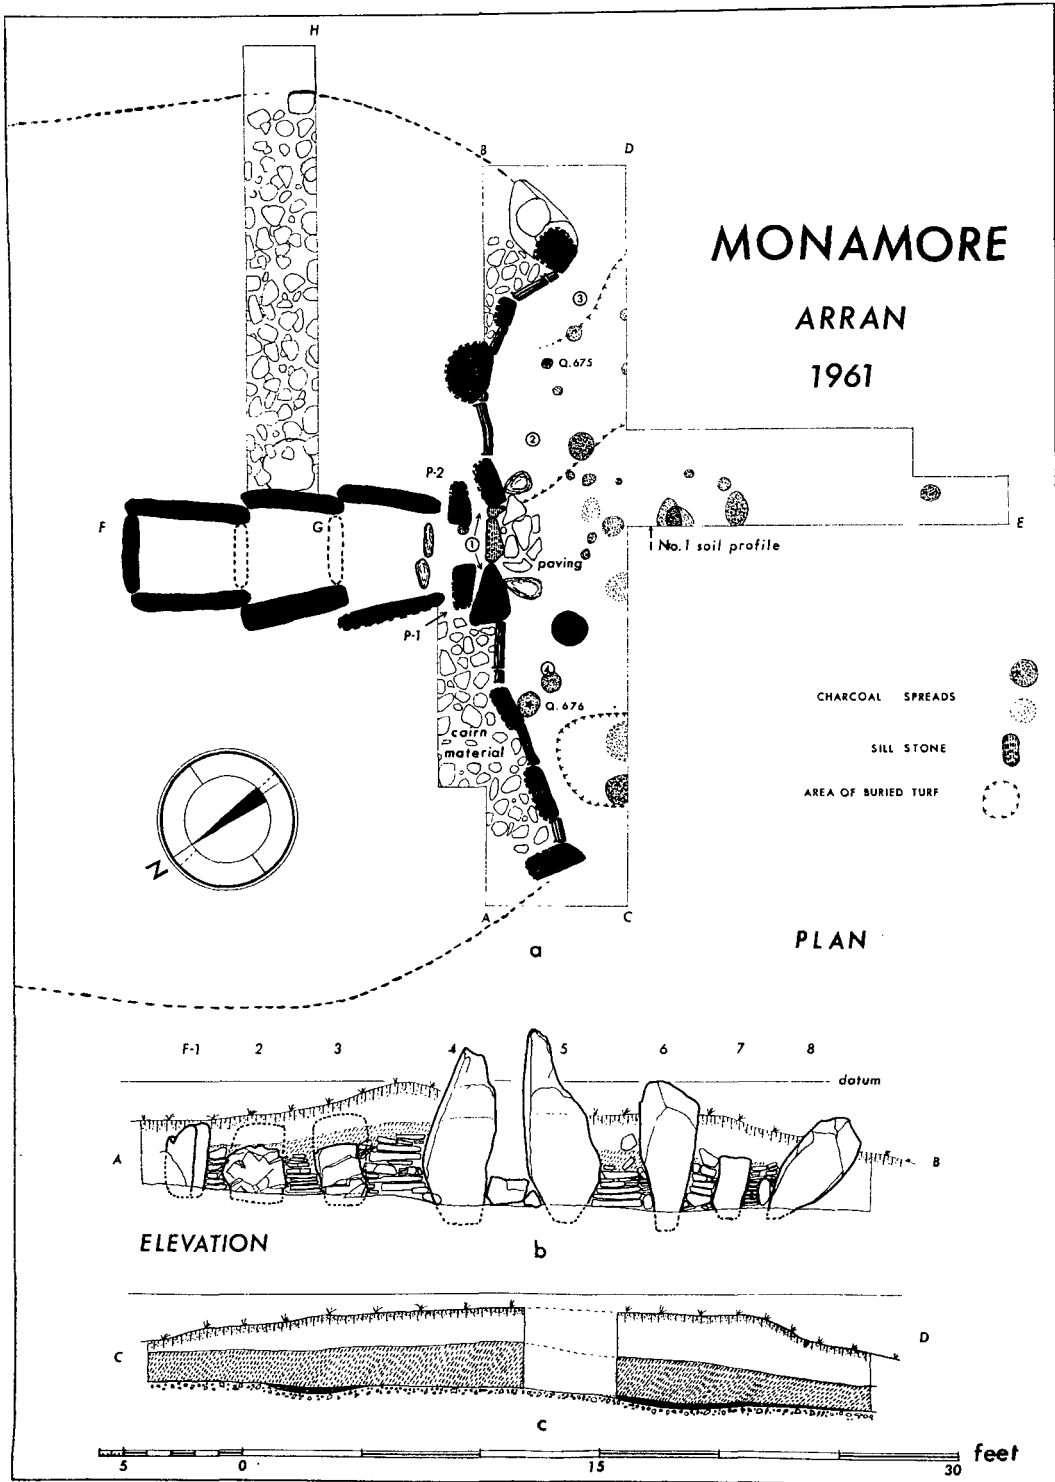 H
B
D
MONAMORE
ARRAN
1961
3
Q.675
2
P-2
F
G
1
E
No.1 soil profile
paving
P-1
4
Q.676
CHARCOAL SPREADS
cairn
material
SILL STONE
AREA OF BURIED TURF
N
A
C
a
PLAN
F-1 2 3 4 5 6 7 8
datum
A
B
ELEVATION
b
C
D
c
feet
5 0 15 30